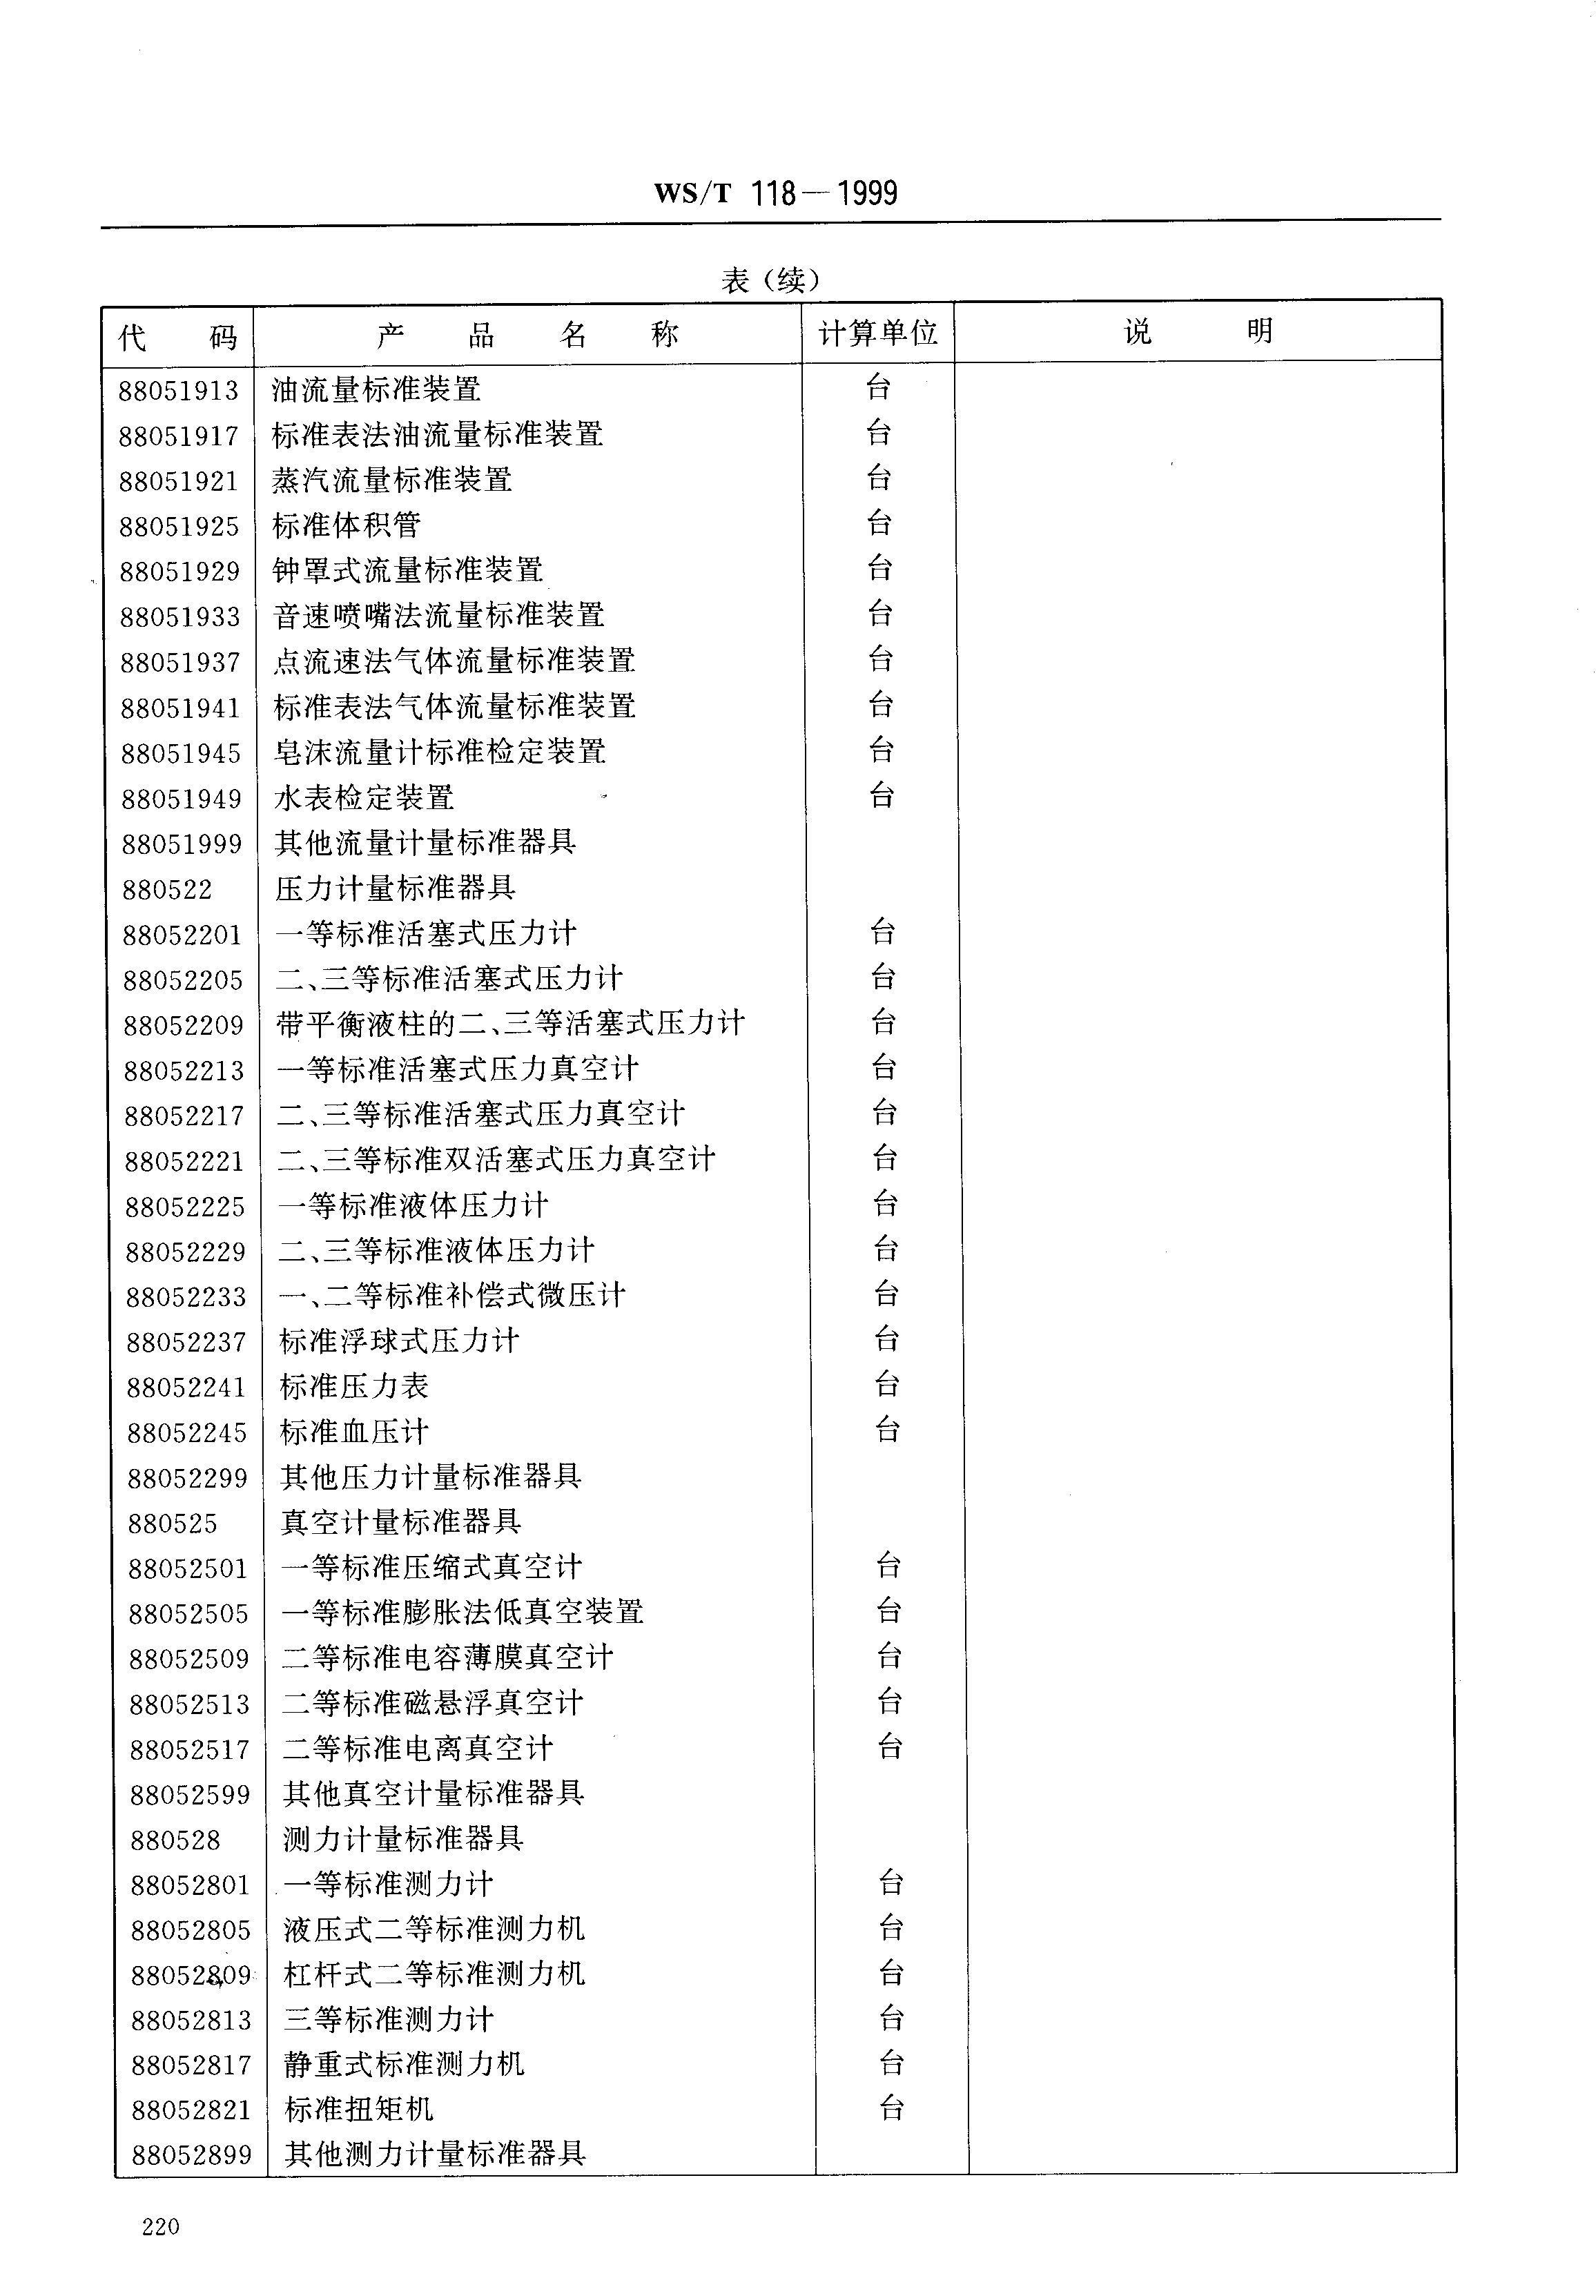 WS/T 118—1999
表（续）
代 码 产 品 名 称 计算单位 说 明
88051913 油流量标准装置 台
88051917 标准表法油流量标准装置 台
88051921 蒸汽流量标准装置 台
88051925 标准体积管 台
88051929 钟罩式流量标准装置 台
88051933 音速喷嘴法流量标准装置 台
88051937 点流速法气体流量标准装置 台
88051941 标准表法气体流量标准装置 台
88051945 皂沫流量计标准检定装置 台
88051949 水表检定装置 台
88051999 其他流量计量标准器具
880522 压力计量标准器具
88052201 一等标准活塞式压力计 台
88052205 二、三等标准活塞式压力计 台
88052209 带平衡液柱的二、三等活塞式压力计 台
88052213 一等标准活塞式压力真空计 台
88052217 二、三等标准活塞式压力真空计 台
88052221 二、三等标准双活塞式压力真空计 台
88052225 一等标准液体压力计 台
88052229 二、三等标准液体压力计 台
88052233 一、二等标准补偿式微压计 台
88052237 标准浮球式压力计 台
88052241 标准压力表 台
88052245 标准血压计 台
88052299 其他压力计量标准器具
880525 真空计量标准器具
88052501 一等标准压缩式真空计 台
88052505 一等标准膨胀法低真空装置 台
88052509 二等标准电容薄膜真空计 台
88052513 二等标准磁悬浮真空计 台
88052517 二等标准电离真空计 台
88052599 其他真空计量标准器具
880528 测力计量标准器具
88052801 一等标准测力计 台
88052805 液压式二等标准测力机 台
88052809 杠杆式二等标准测力机 台
88052813 三等标准测力计 台
88052817 静重式标准测力机 台
88052821 标准扭矩机 台
88052899 其他测力计量标准器具
220